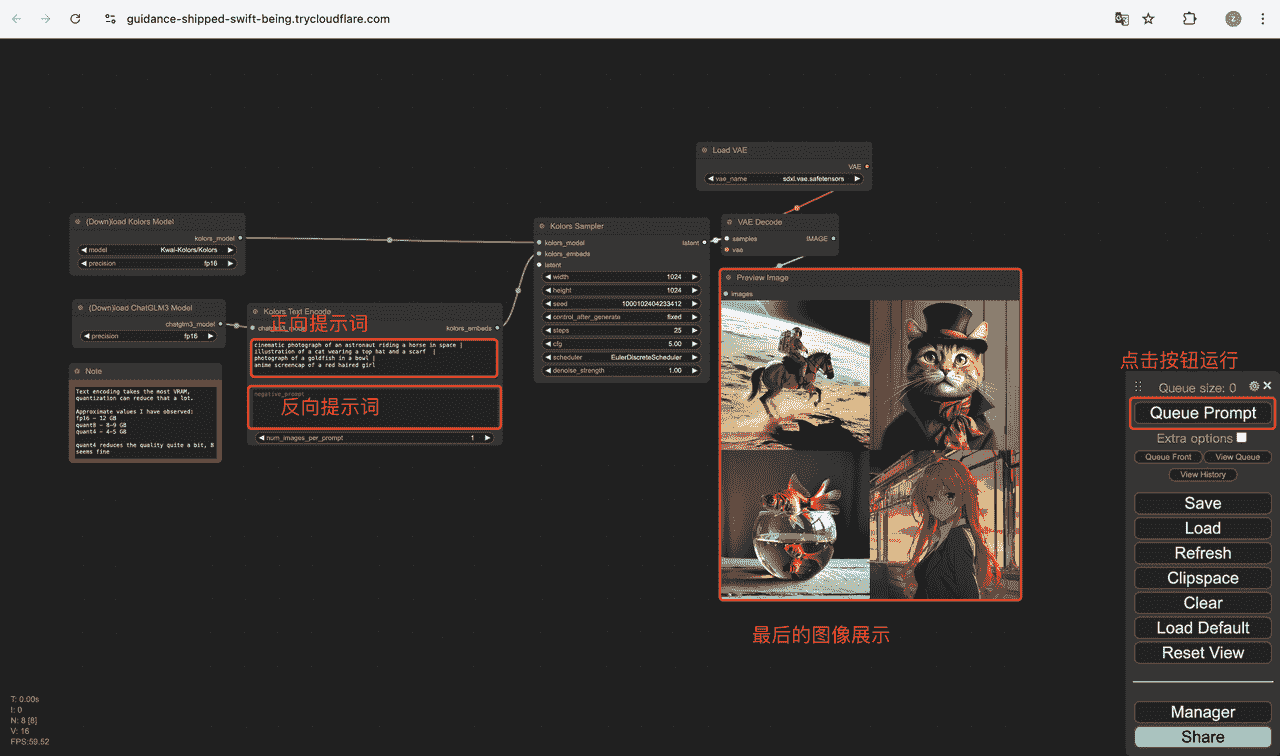 guidance-shipped-swift-being.trycloudflare.com
Load VAE
VAE
vae_name sdxl.vae.safetensors
(Down)load Kolors Model
kolors_model
model Kwai-Kolors/Kolors
precision fp16
(Down)load ChatGLM3 Model
chatglm3_model
precision fp16
Note
Text encoding takes the most VRAM,
quantization can reduce that a lot.
Approximate values I have observed:
fp16 - 12 GB
quant8 - 8-9 GB
quant4 - 4-5 GB
quant4 reduces the quality quite a bit, 8
seems fine
Kolors Text Encode
正向提示词
chatglm3_model kolors_embeds
cinematic photograph of an astronaut riding a horse in space |
illustration of a cat wearing a top hat and a scarf |
photograph of a goldfish in a bowl |
anime screencap of a red haired girl
negative_prompt
反向提示词
num_images_per_prompt 1
Kolors Sampler
kolors_model latent
kolors_embeds
latent
width 1024
height 1024
seed 1000102404233412
control_after_generate fixed
steps 25
cfg 5.00
scheduler EulerDiscreteScheduler
denoise_strength 1.00
VAE Decode
samples IMAGE
vae
Preview Image
images
最后的图像展示
点击按钮运行
Queue size: 0
Queue Prompt
Extra options
Queue Front View Queue
View History
Save
Load
Refresh
Clipspace
Clear
Load Default
Reset View
Manager
Share
T: 0.00s
I: 0
N: 8 [8]
V: 16
FPS:59.52